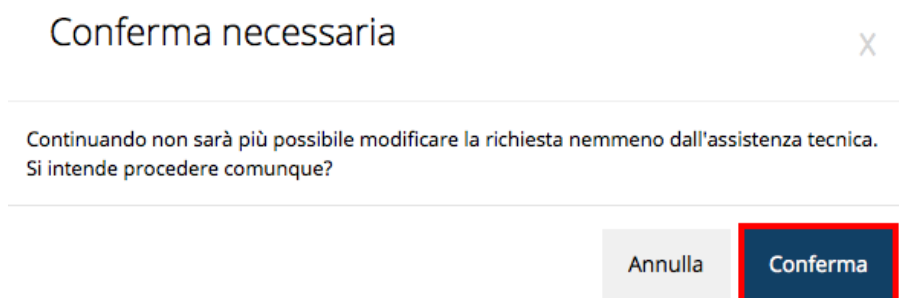 Conferma necessaria
X
Continuando non sarà più possibile modificare la richiesta nemmeno dall'assistenza tecnica.
Si intende procedere comunque?
Annulla
Conferma